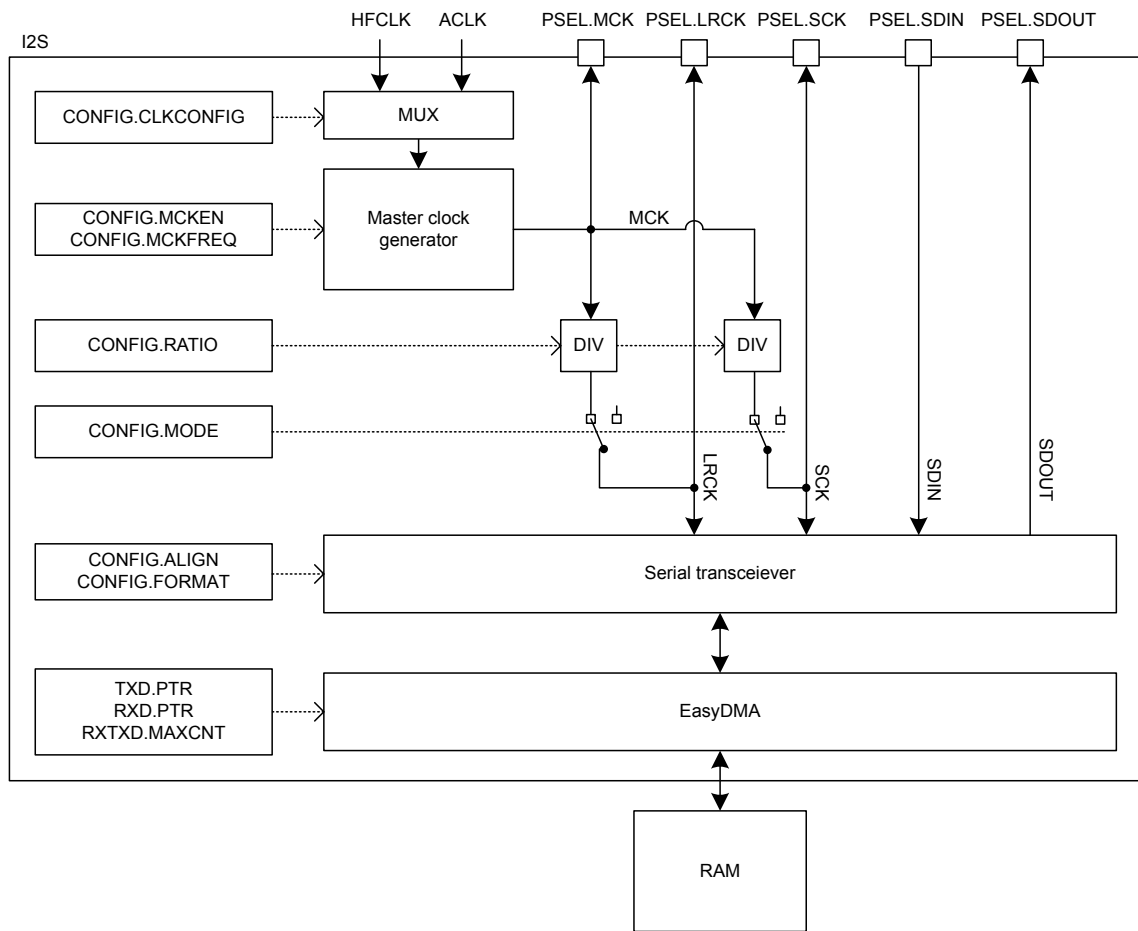 HFCLK ACLK PSEL.MCK PSEL.LRCK PSEL.SCK PSEL.SDIN PSEL.SDOUT
I2S
CONFIG.CLKCONFIG
MUX
CONFIG.MCKEN
CONFIG.MCKFREQ
Master clock
generator
MCK
CONFIG.RATIO
DIV
DIV
CONFIG.MODE
LRCK
SCK
SDIN
SDOUT
CONFIG.ALIGN
CONFIG.FORMAT
Serial transceiever
TXD.PTR
RXD.PTR
RXTXD.MAXCNT
EasyDMA
RAM